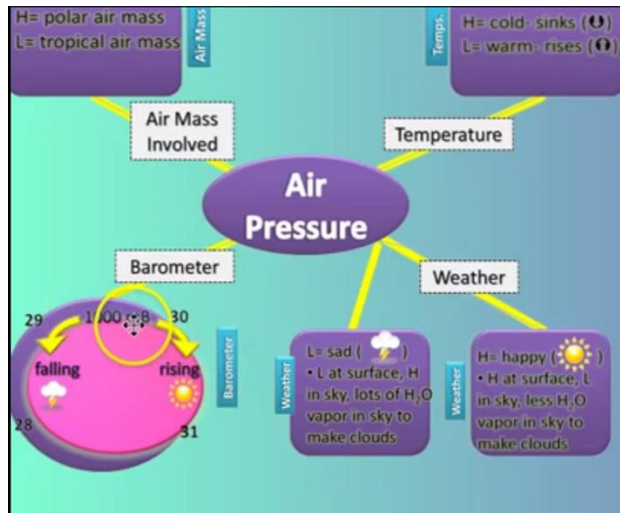 H= polar air mass
L= tropical air mass
Air Mass
Temps.
H= cold- sinks ( )
L= warm- rises ( )
Air Mass
Involved
Temperature
Air
Pressure
Barometer
Weather
29
30
falling
rising
28
31
Barometer
Weather
L= sad ( )
• L at surface, H
in sky, lots of H₂O
vapor in sky to
make clouds
Weather
H= happy ( )
• H at surface, L
in sky, less H₂O
vapor in sky to
make clouds